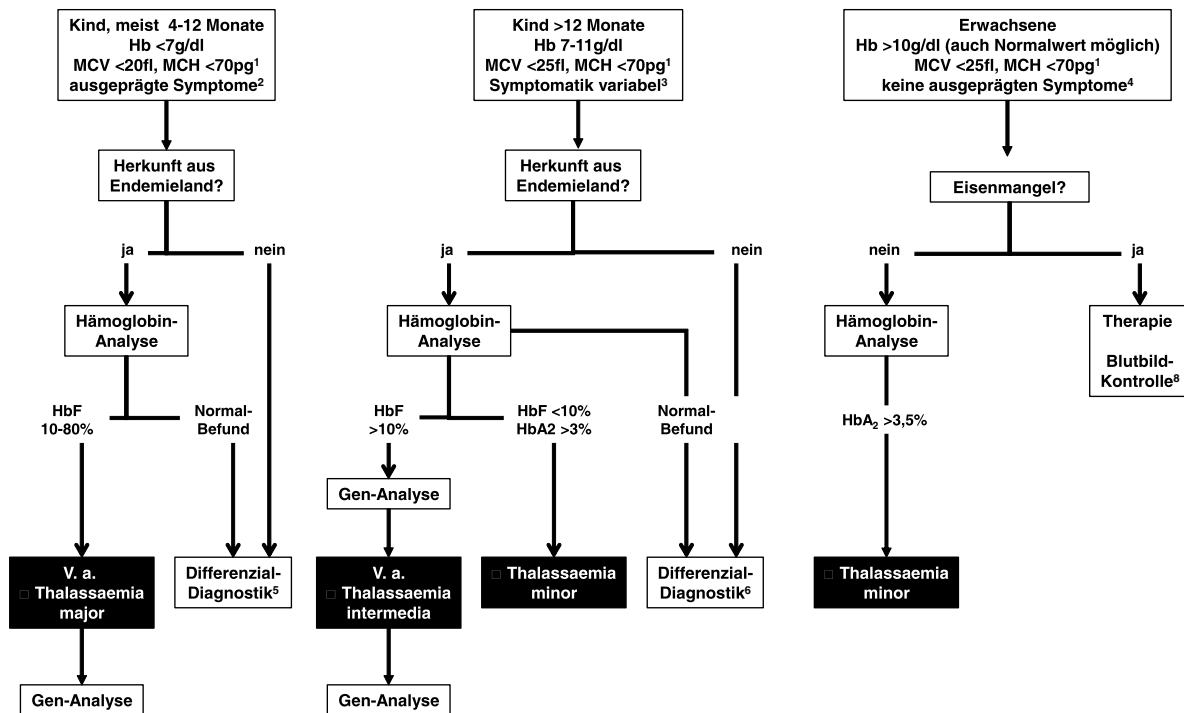 Kind, meist 4-12 Monate
Hb <7g/dl
MCV <20fl, MCH <70pg¹
ausgeprägte Symptome²
Herkunft aus
Endemieland?
ja
nein
Hämoglobin-
Analyse
HbF
10-80%
Normal-
Befund
V. a.
□ Thalassaemia
major
Differenzial-
Diagnostik⁵
Gen-Analyse
Kind >12 Monate
Hb 7-11g/dl
MCV <25fl, MCH <70pg¹
Symptomatik variabel³
Herkunft aus
Endemieland?
ja
nein
Hämoglobin-
Analyse
HbF
>10%
HbF <10%
HbA2 >3%
Normal-
Befund
Gen-Analyse
V. a.
□ Thalassaemia
intermedia
□ Thalassaemia
minor
Differenzial-
Diagnostik⁶
Gen-Analyse
Erwachsene
Hb >10g/dl (auch Normalwert möglich)
MCV <25fl, MCH <70pg¹
keine ausgeprägten Symptome⁴
Eisenmangel?
nein
ja
Hämoglobin-
Analyse
Therapie
Blutbild-
Kontrolle⁸
HbA₂ >3,5%
□ Thalassaemia
minor